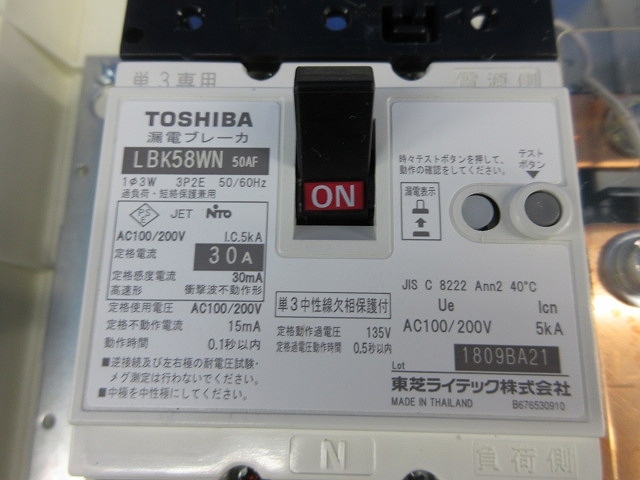 単3専用
電源側
TOSHIBA
漏電ブレーカ
LBK58WN 50AF
1φ3W 3P2E 50/60Hz
過負荷・短絡保護兼用
PS E JET NITO
AC100/200V I.C.5kA
定格電流 30A
定格感度電流 30mA
高速形 衝撃波不動作形
定格使用電圧 AC100/200V
定格不動作電流 15mA
動作時間 0.1秒以内
■逆接続及び左右極の耐電圧試験・
メグ測定は行わないでください。
■中極を中性極にしてください。
ON
単3中性線欠相保護付
定格動作過電圧 135V
定格過電圧動作時間 0.5秒以内
時々テストボタンを押して、
動作の確認をしてください。
テスト
ボタン
漏電表示
JIS C 8222 Ann2 40°C
Ue Icn
AC100/200V 5kA
1809BA21
Lot
東芝ライテック株式会社
MADE IN THAILAND B676530910
N
負荷側